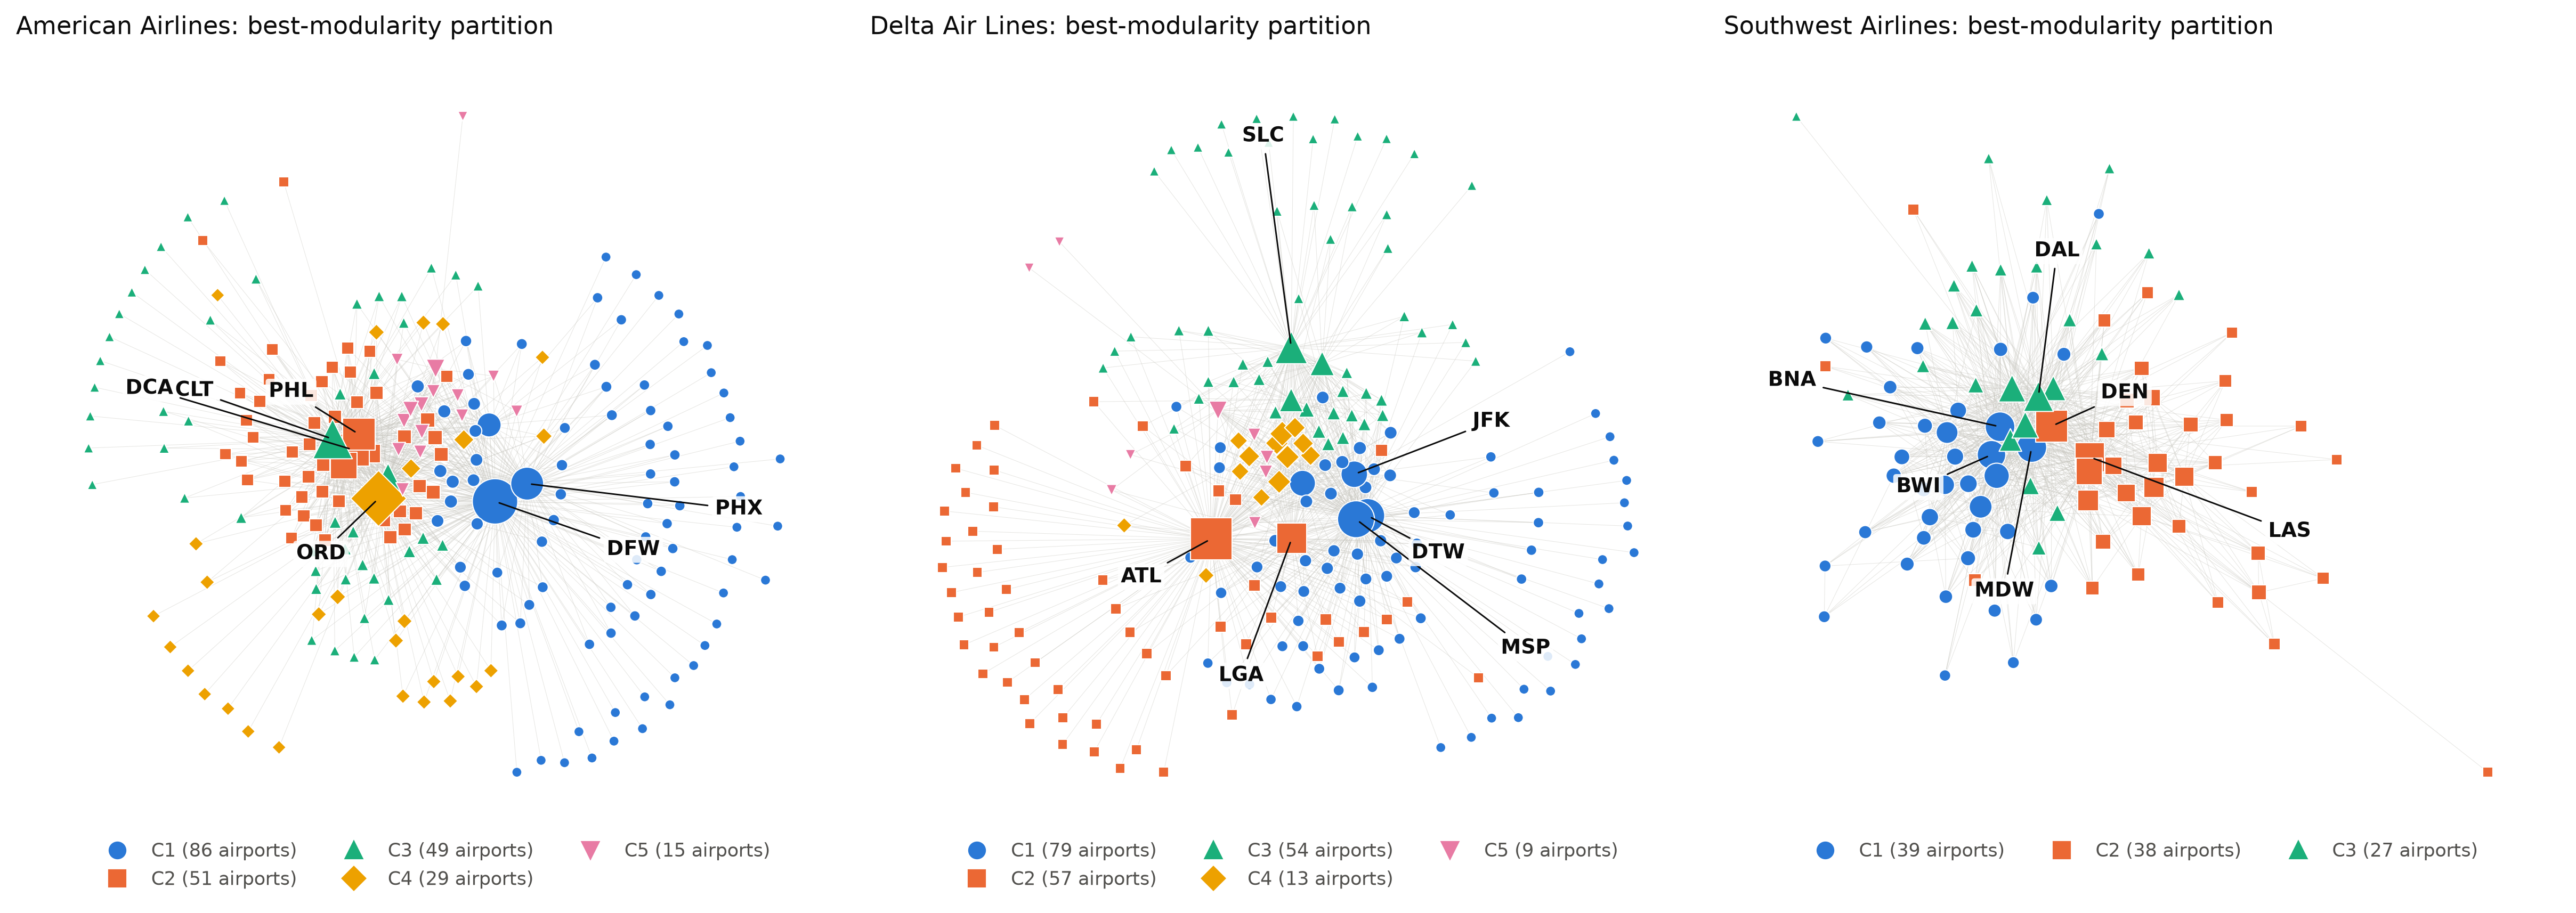 American Airlines: best-modularity partition
DCA
CLT
PHL
ORD
DFW
PHX
C1 (86 airports)
C3 (49 airports)
C5 (15 airports)
C2 (51 airports)
C4 (29 airports)
Delta Air Lines: best-modularity partition
SLC
JFK
DTW
ATL
MSP
LGA
C1 (79 airports)
C3 (54 airports)
C5 (9 airports)
C2 (57 airports)
C4 (13 airports)
Southwest Airlines: best-modularity partition
DAL
BNA
DEN
BWI
LAS
MDW
C1 (39 airports)
C2 (38 airports)
C3 (27 airports)